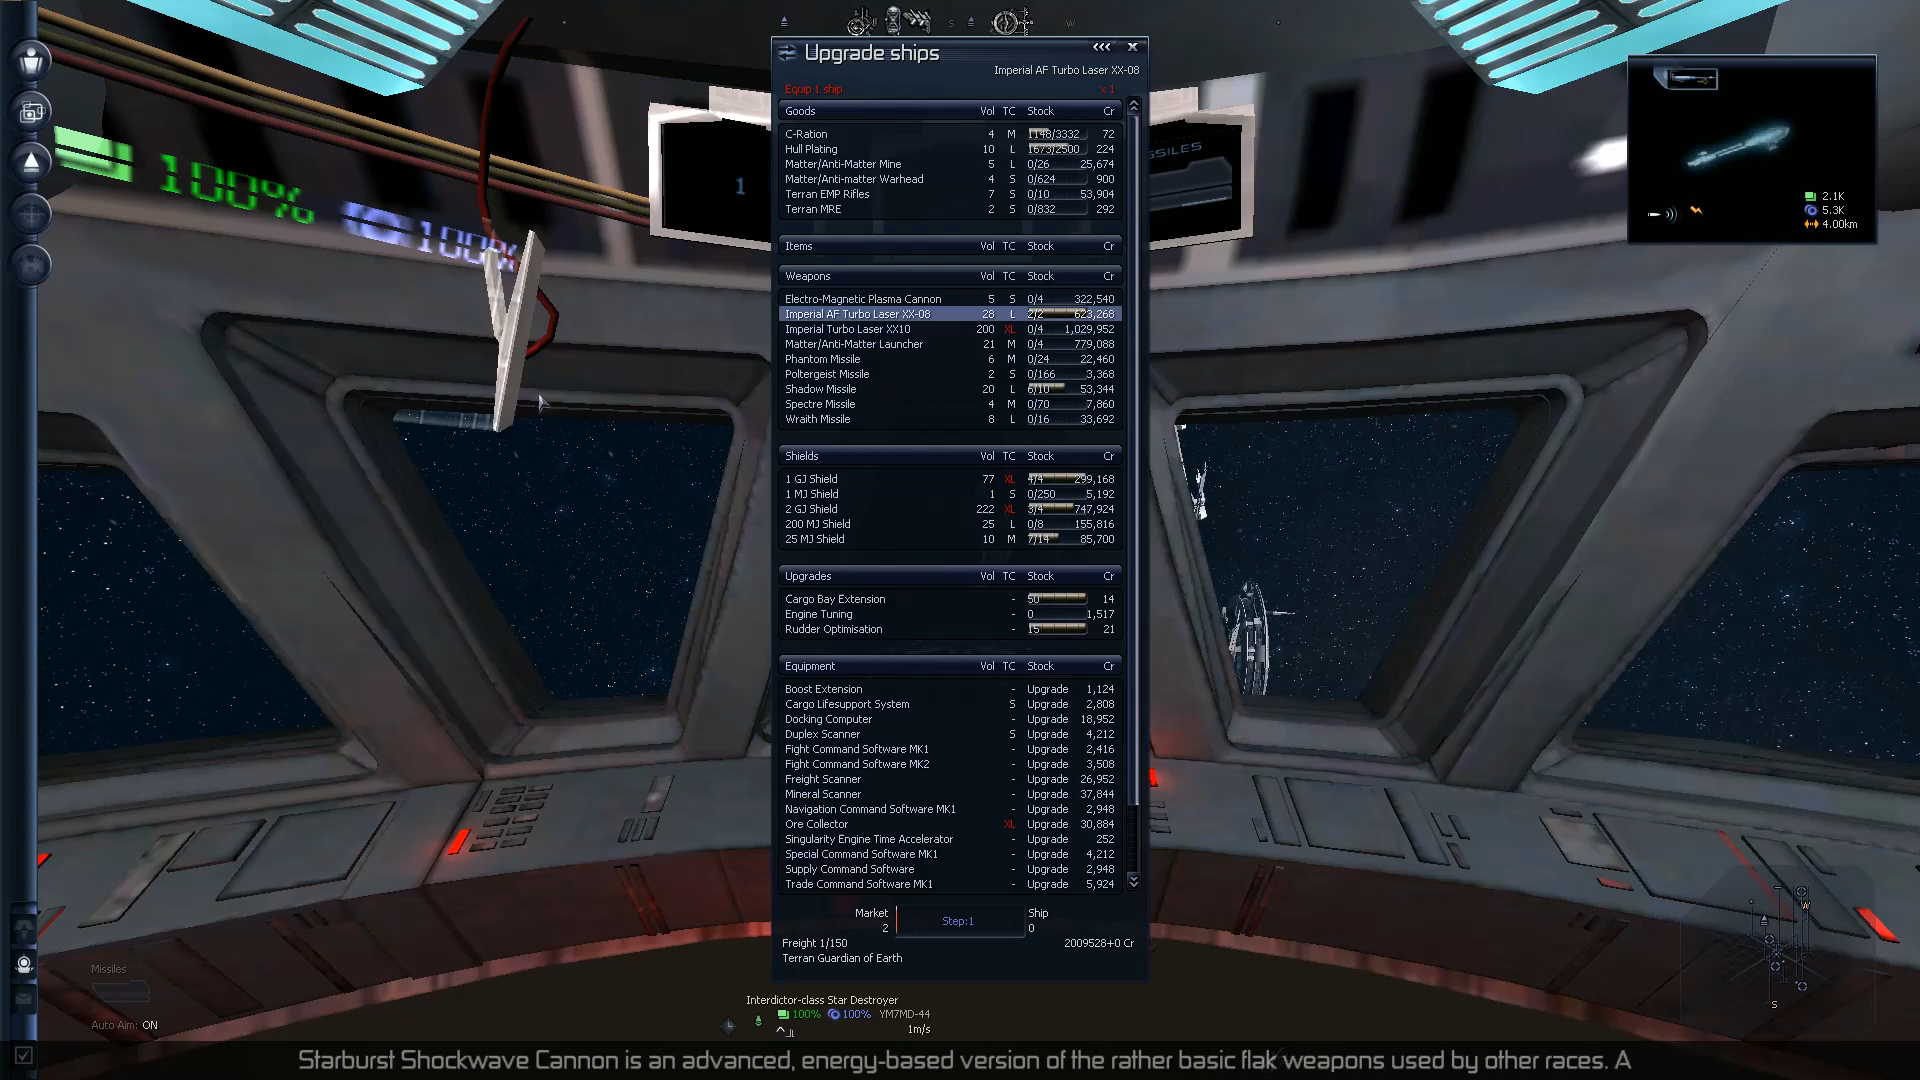 S W
Upgrade ships
Imperial AF Turbo Laser XX-08
Equip 1 ship x 1
Goods Vol TC Stock Cr
C-Ration 4 M 1148/3332 72
Hull Plating 10 L 1673/2500 224
Matter/Anti-Matter Mine 5 L 0/26 25,674
Matter/Anti-matter Warhead 4 S 0/624 900
Terran EMP Rifles 7 S 0/10 53,904
Terran MRE 2 S 0/832 292
Items Vol TC Stock Cr
Weapons Vol TC Stock Cr
Electro-Magnetic Plasma Cannon 5 S 0/4 322,540
Imperial AF Turbo Laser XX-08 28 L 2/2 623,268
Imperial Turbo Laser XX10 200 XL 0/4 1,029,952
Matter/Anti-Matter Launcher 21 M 0/4 779,088
Phantom Missile 6 M 0/24 22,460
Poltergeist Missile 2 S 0/166 3,368
Shadow Missile 20 L 6/10 53,344
Spectre Missile 4 M 0/70 7,860
Wraith Missile 8 L 0/16 33,692
Shields Vol TC Stock Cr
1 GJ Shield 77 XL 4/4 299,168
1 MJ Shield 1 S 0/250 5,192
2 GJ Shield 222 XL 3/4 747,924
200 MJ Shield 25 L 0/8 155,816
25 MJ Shield 10 M 7/14 85,700
Upgrades Vol TC Stock Cr
Cargo Bay Extension - 50 14
Engine Tuning - 0 1,517
Rudder Optimisation - 15 21
Equipment Vol TC Stock Cr
Boost Extension - Upgrade 1,124
Cargo Lifesupport System S Upgrade 2,808
Docking Computer - Upgrade 18,952
Duplex Scanner S Upgrade 4,212
Fight Command Software MK1 - Upgrade 2,416
Fight Command Software MK2 - Upgrade 3,508
Freight Scanner - Upgrade 26,952
Mineral Scanner - Upgrade 37,844
Navigation Command Software MK1 - Upgrade 2,948
Ore Collector XL Upgrade 30,884
Singularity Engine Time Accelerator - Upgrade 252
Special Command Software MK1 - Upgrade 4,212
Supply Command Software - Upgrade 2,948
Trade Command Software MK1 - Upgrade 5,924
Market Ship
2 Step:1 0
Freight 1/150 2009528+0 Cr
Terran Guardian of Earth
100%
100%
1
SSILES
2.1K
5.3K
4.00km
Missiles
Auto Aim: ON
Interdictor-class Star Destroyer
100% 100% YM7MD-44
1m/s
W
S
Starburst Shockwave Cannon is an advanced, energy-based version of the rather basic flak weapons used by other races. A